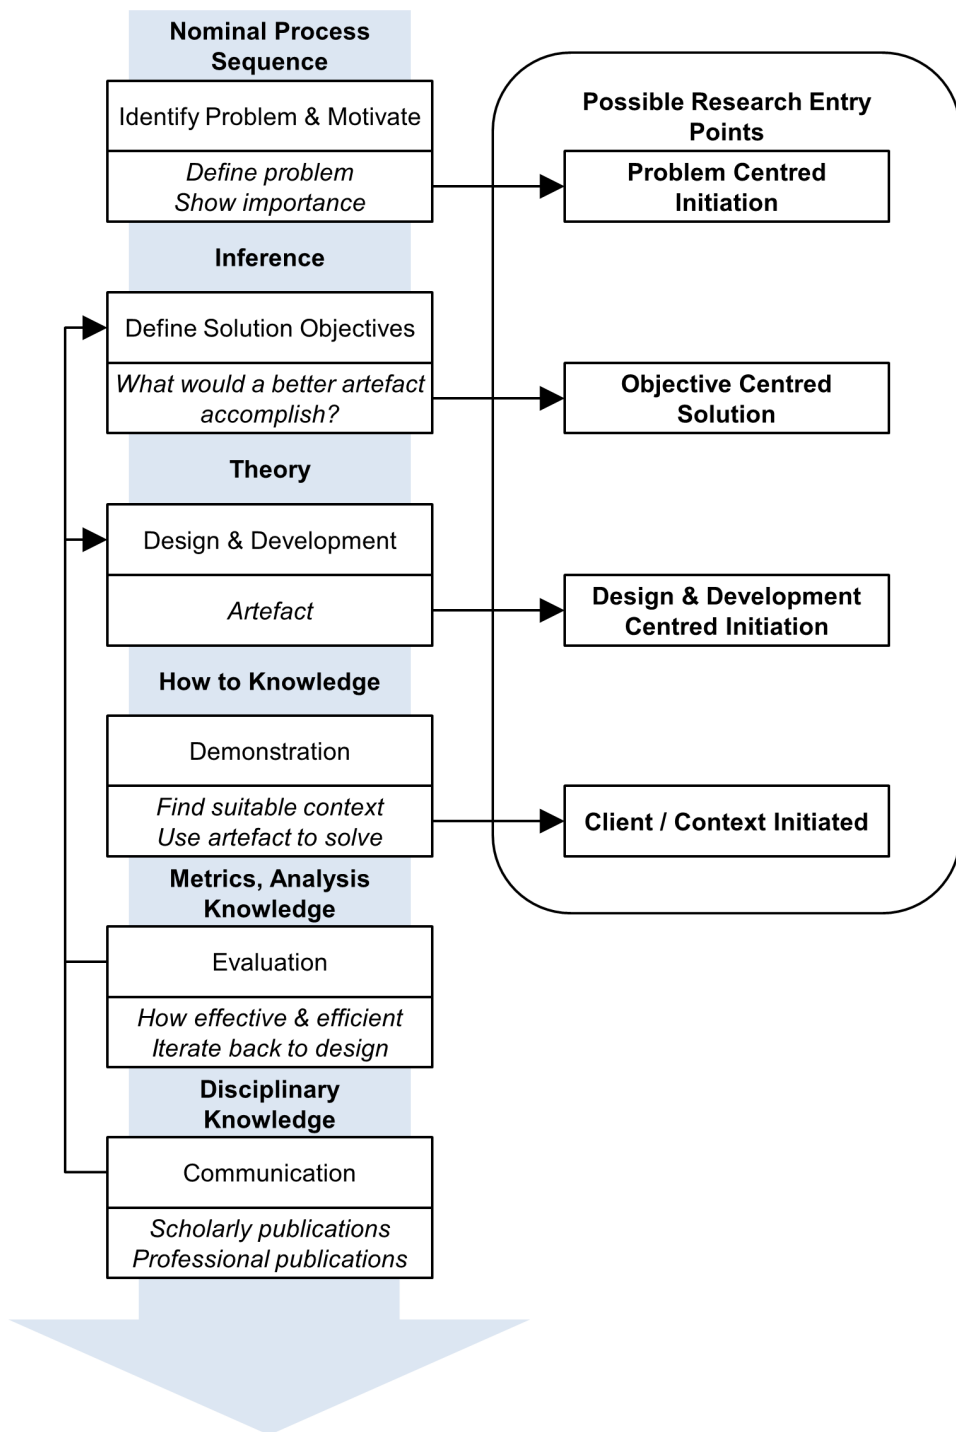 Nominal Process
Sequence
Identify Problem & Motivate
Define problem
Show importance
Inference
Define Solution Objectives
What would a better artefact
accomplish?
Theory
Design & Development
Artefact
How to Knowledge
Demonstration
Find suitable context
Use artefact to solve
Metrics, Analysis
Knowledge
Evaluation
How effective & efficient
Iterate back to design
Disciplinary
Knowledge
Communication
Scholarly publications
Professional publications
Possible Research Entry
Points
Problem Centred
Initiation
Objective Centred
Solution
Design & Development
Centred Initiation
Client / Context Initiated